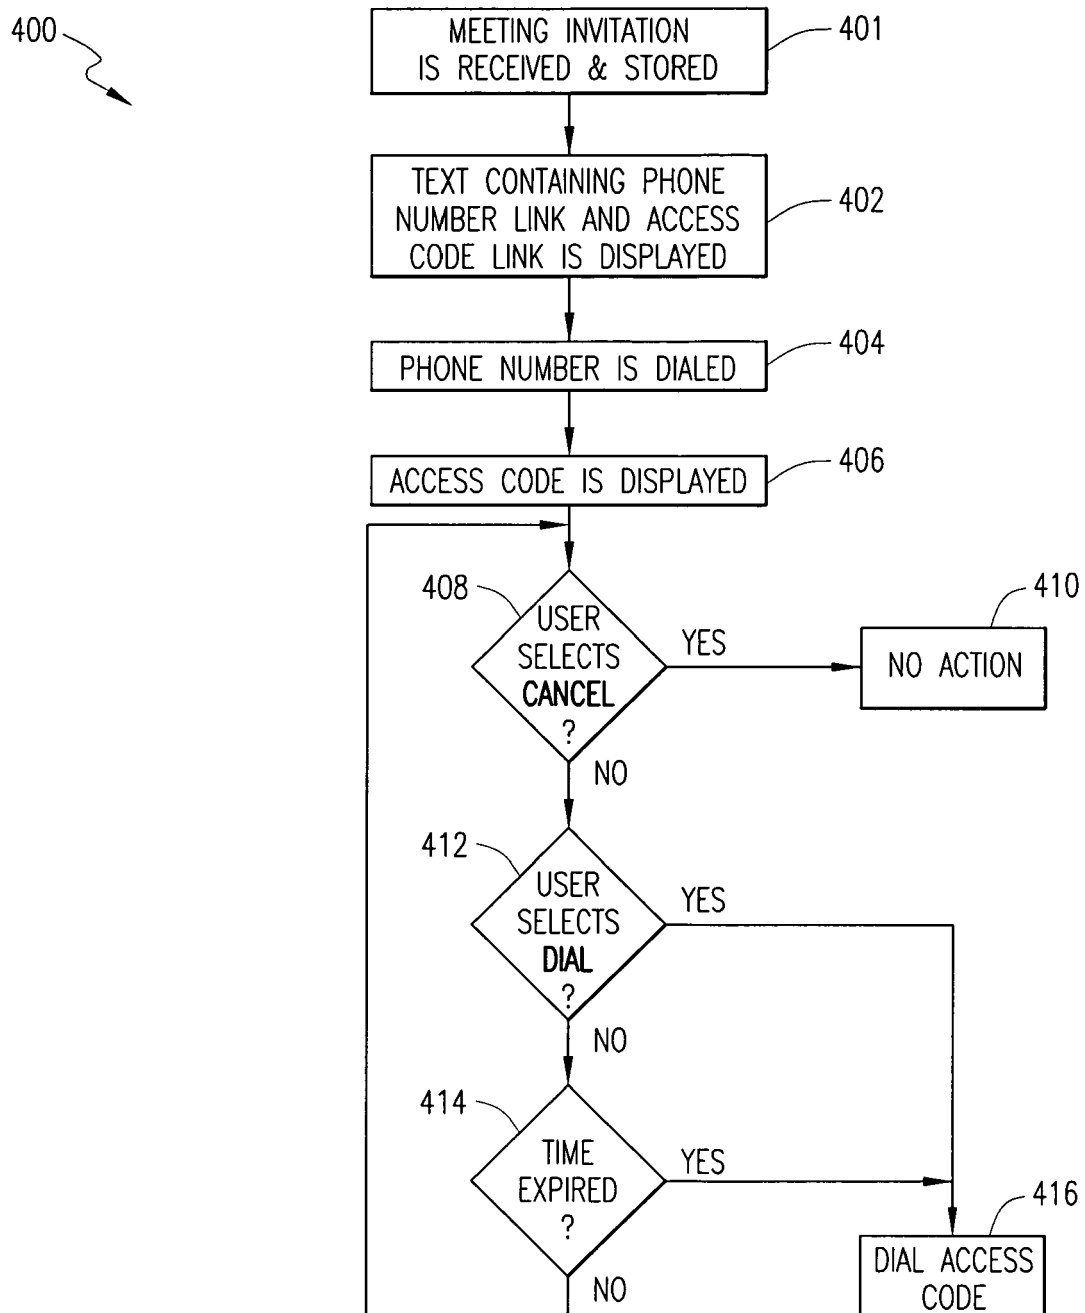 400
MEETING INVITATION
IS RECEIVED & STORED
401
TEXT CONTAINING PHONE
NUMBER LINK AND ACCESS
CODE LINK IS DISPLAYED
402
PHONE NUMBER IS DIALED
404
ACCESS CODE IS DISPLAYED
406
408
USER
SELECTS
CANCEL
?
YES
NO
410
NO ACTION
412
USER
SELECTS
DIAL
?
YES
NO
414
TIME
EXPIRED
?
YES
NO
416
DIAL ACCESS
CODE